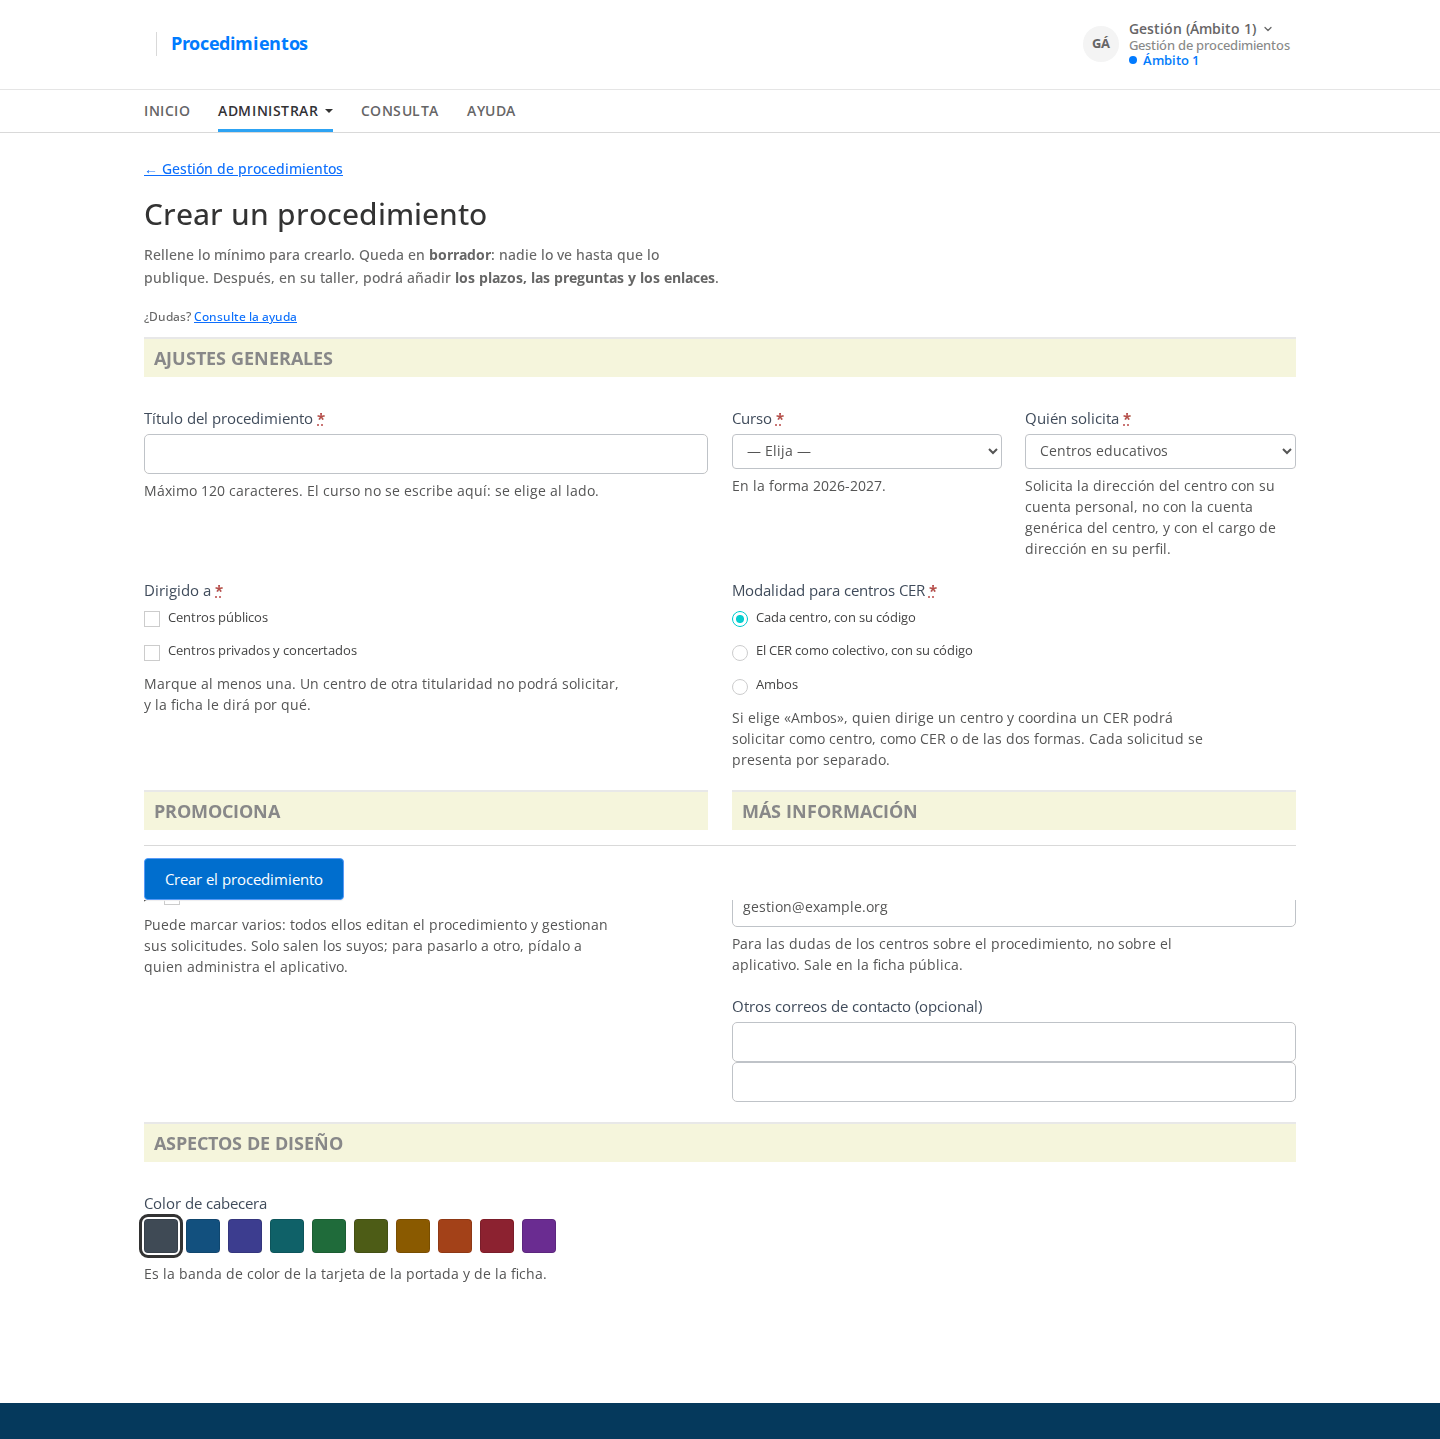 Procedimientos
GÁ
Gestión (Ámbito 1)
Gestión de procedimientos
Ámbito 1
INICIO
ADMINISTRAR
CONSULTA
AYUDA
← Gestión de procedimientos
Crear un procedimiento
Rellene lo mínimo para crearlo. Queda en borrador: nadie lo ve hasta que lo
publique. Después, en su taller, podrá añadir los plazos, las preguntas y los enlaces.
¿Dudas? Consulte la ayuda
AJUSTES GENERALES
Título del procedimiento *
Máximo 120 caracteres. El curso no se escribe aquí: se elige al lado.
Curso *
— Elija —
En la forma 2026-2027.
Quién solicita *
Centros educativos
Solicita la dirección del centro con su
cuenta personal, no con la cuenta
genérica del centro, y con el cargo de
dirección en su perfil.
Dirigido a *
Centros públicos
Centros privados y concertados
Marque al menos una. Un centro de otra titularidad no podrá solicitar,
y la ficha le dirá por qué.
Modalidad para centros CER *
Cada centro, con su código
El CER como colectivo, con su código
Ambos
Si elige «Ambos», quien dirige un centro y coordina un CER podrá
solicitar como centro, como CER o de las dos formas. Cada solicitud se
presenta por separado.
PROMOCIONA
MÁS INFORMACIÓN
Crear el procedimiento
Puede marcar varios: todos ellos editan el procedimiento y gestionan
sus solicitudes. Solo salen los suyos; para pasarlo a otro, pídalo a
quien administra el aplicativo.
gestion@example.org
Para las dudas de los centros sobre el procedimiento, no sobre el
aplicativo. Sale en la ficha pública.
Otros correos de contacto (opcional)
ASPECTOS DE DISEÑO
Color de cabecera
Es la banda de color de la tarjeta de la portada y de la ficha.